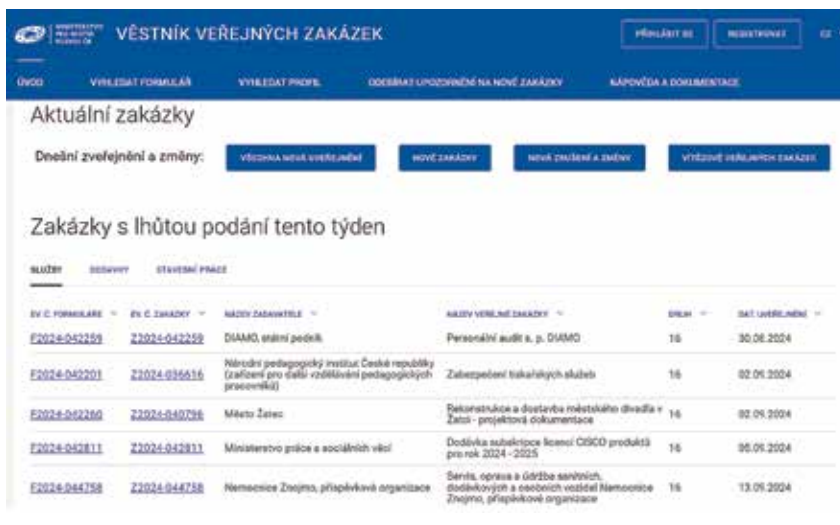 MINISTERSTVO
PRO MÍSTNÍ
ROZVOJ ČR
VĚSTNÍK VEŘEJNÝCH ZAKÁZEK
PŘIHLÁSIT SE
REGISTROVAT
CZ
ÚVOD VYHLEDAT FORMULÁŘ VYHLEDAT PROFIL ODEBÍRAT UPOZORNĚNÍ NA NOVÉ ZAKÁZKY NÁPOVĚDA A DOKUMENTACE
Aktuální zakázky
Dnešní zveřejnění a změny: VŠECHNA NOVÁ UVEŘEJNĚNÍ NOVÉ ZAKÁZKY NOVÁ ZRUŠENÍ A ZMĚNY VÍTĚZOVÉ VEŘEJNÝCH ZAKÁZEK
Zakázky s lhůtou podání tento týden
SLUŽBY DODÁVKY STAVEBNÍ PRÁCE
EV. Č. FORMULÁŘE EV. Č. ZAKÁZKY NÁZEV ZADAVATELE NÁZEV VEŘEJNÉ ZAKÁZKY DRUH DAT. UVEŘEJNĚNÍ
F2024-042259 Z2024-042259 DIAMO, státní podnik Personální audit s. p. DIAMO 16 30.08.2024
Národní pedagogický institut České republiky
F2024-042201 Z2024-036616 (zařízení pro další vzdělávání pedagogických Zabezpečení tiskařských služeb 16 02.09.2024
pracovníků)
Rekonstrukce a dostavba městského divadla v
F2024-042260 Z2024-040796 Město Žatec 16 02.09.2024
Žatci - projektová dokumentace
Dodávka subskripce licencí CISCO produktů
F2024-042811 Z2024-042811 Ministerstvo práce a sociálních věcí 16 05.09.2024
pro rok 2024 - 2025
Servis, oprava a údržba sanitních,
F2024-044758 Z2024-044758 Nemocnice Znojmo, příspěvková organizace dodávkových a osobních vozidel Nemocnice 16 13.09.2024
Znojmo, příspěvkové organizace